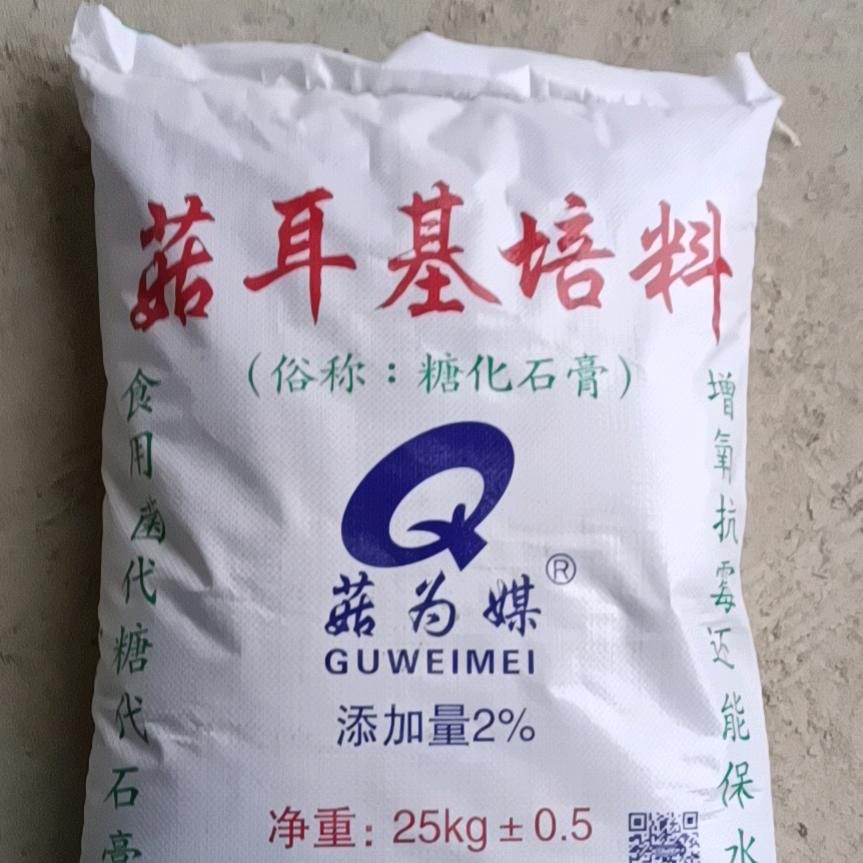 菇耳基培料
（俗称：糖化石膏）
食用菌代糖代石膏
增氧抗霉还能保水
菇为媒®
GUWEIMEI
添加量2%
净重：25kg±0.5